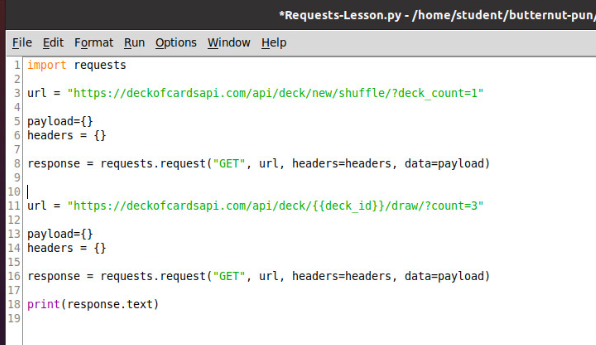 *Requests-Lesson.py - /home/student/butternut-pun/
File Edit Format Run Options Window Help
1 import requests
2
3 url = "https://deckofcardsapi.com/api/deck/new/shuffle/?deck_count=1"
4
5 payload={}
6 headers = {}
7
8 response = requests.request("GET", url, headers=headers, data=payload)
9
10
11 url = "https://deckofcardsapi.com/api/deck/{{deck_id}}/draw/?count=3"
12
13 payload={}
14 headers = {}
15
16 response = requests.request("GET", url, headers=headers, data=payload)
17
18 print(response.text)
19